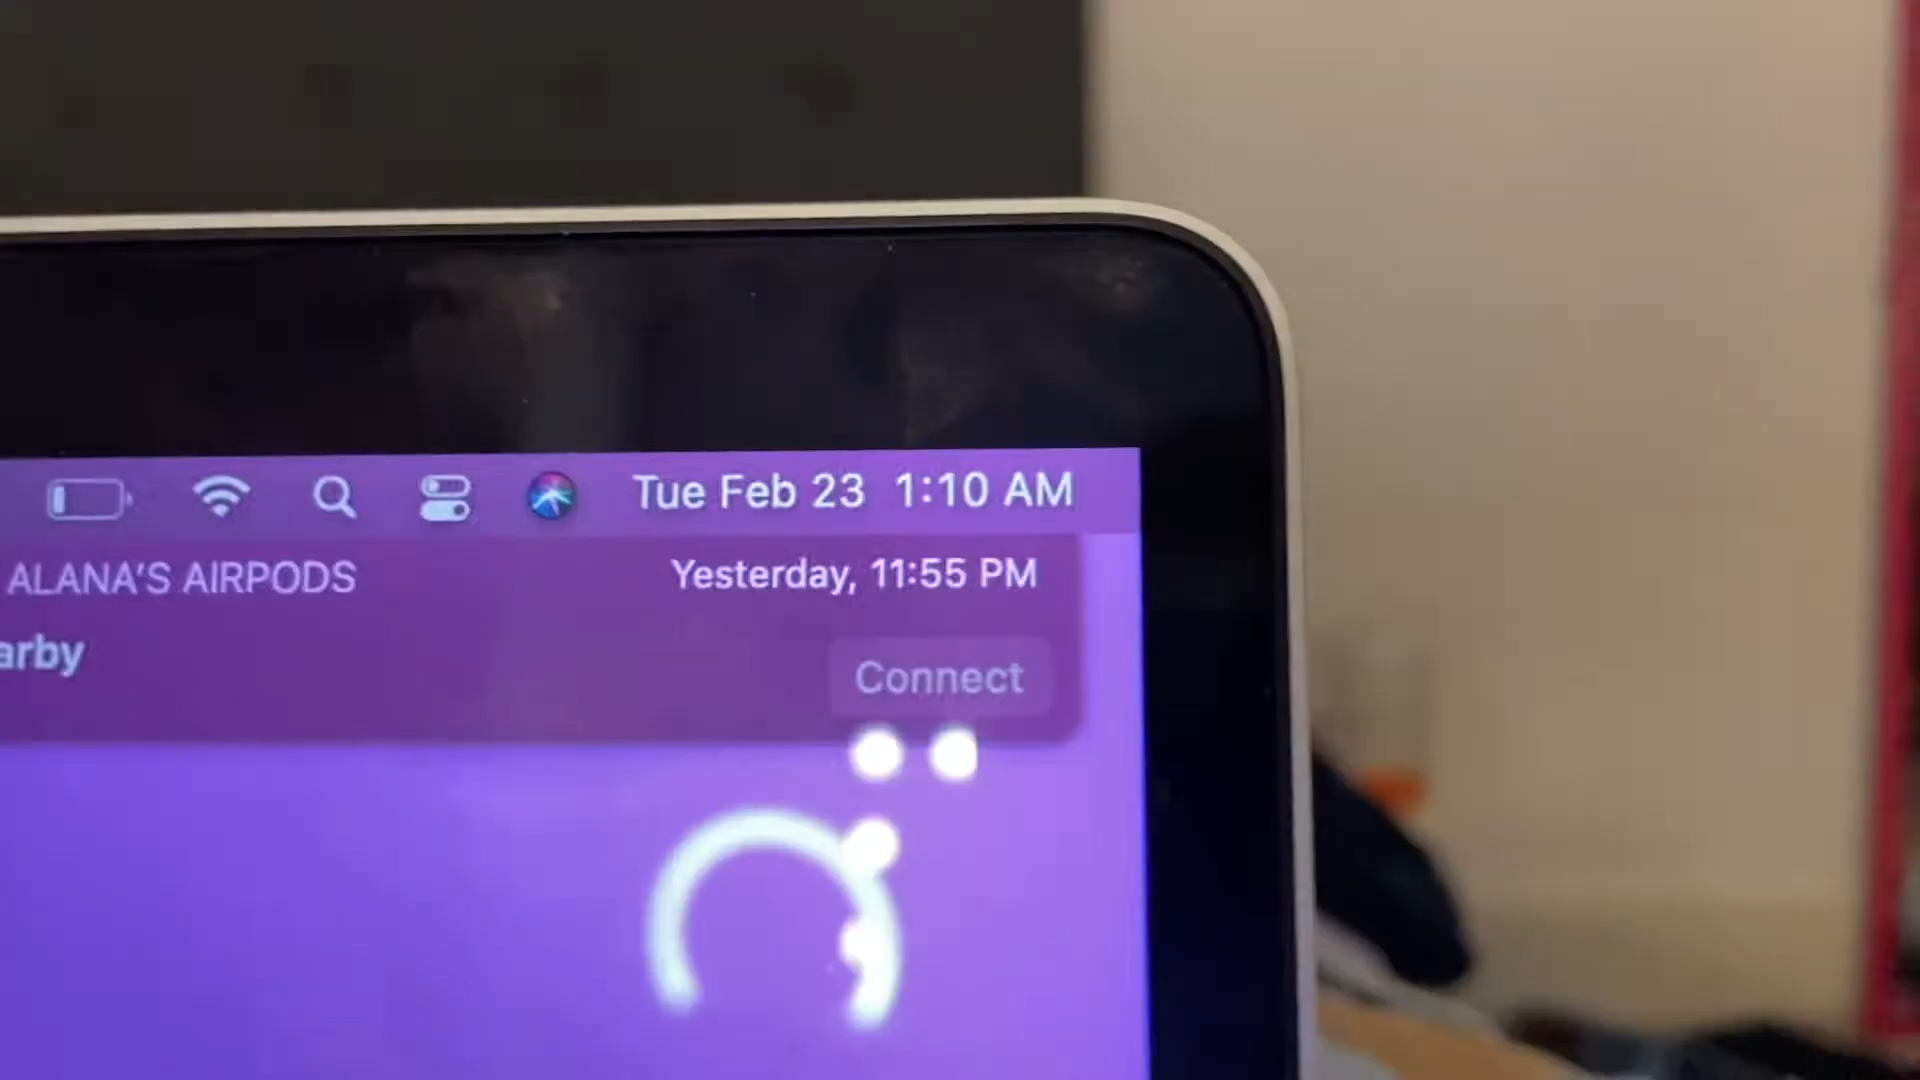 Tue Feb 23 1:10 AM
ALANA'S AIRPODS Yesterday, 11:55 PM
arby
Connect